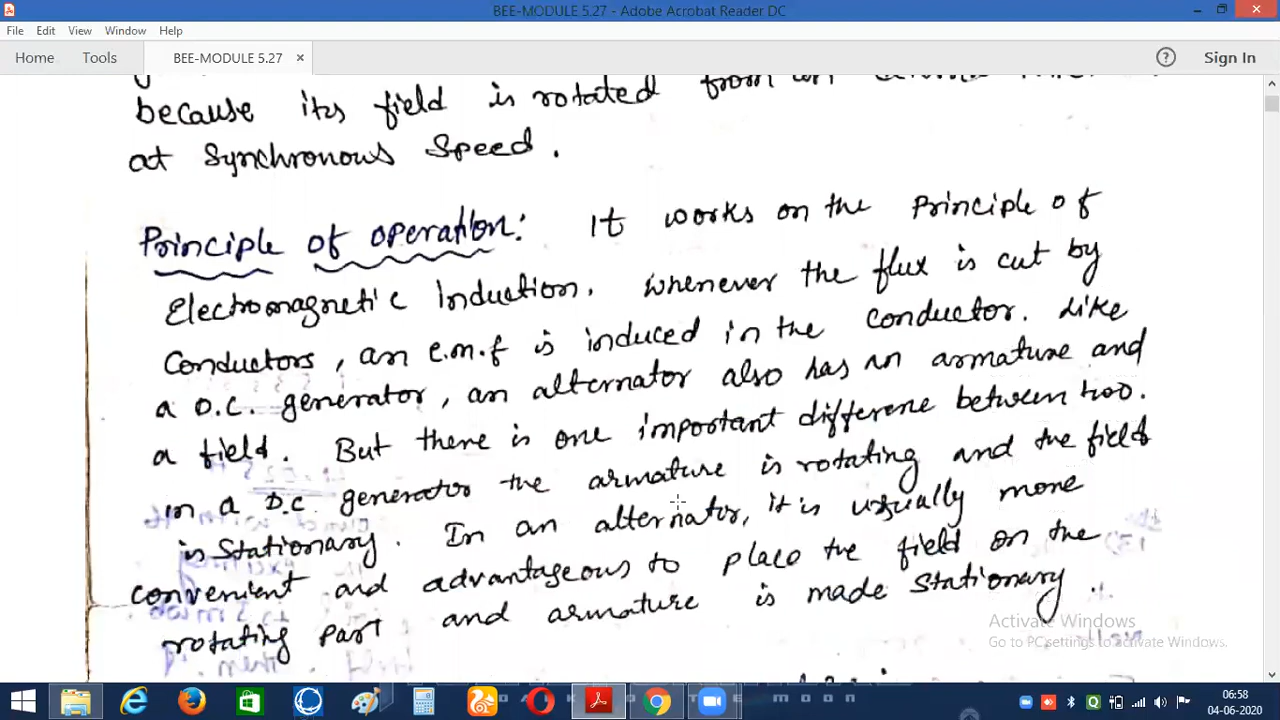 BEE-MODULE 5.27 - Adobe Acrobat Reader DC
File Edit View Window Help
Home Tools BEE-MODULE 5.27 × ? Sign In
because its field is rotated from an
at Synchronous Speed.
Principle of operation: It works on the Principle of
Electromagnetic Induction. Whenever the flux is cut by
Conductors, an e.m.f is induced in the conductor. Like
a D.C. generator, an alternator also has an armature and
a field. But there is one important differene between two.
in a D.C generator the armature is rotating and the field
is Stationary. In an alternator, it is usually more
convenient and advantageous to place the field on the
rotating part and armature is made Stationary
Activate Windows
Go to PC settings to activate Windows.
06:58
04-06-2020